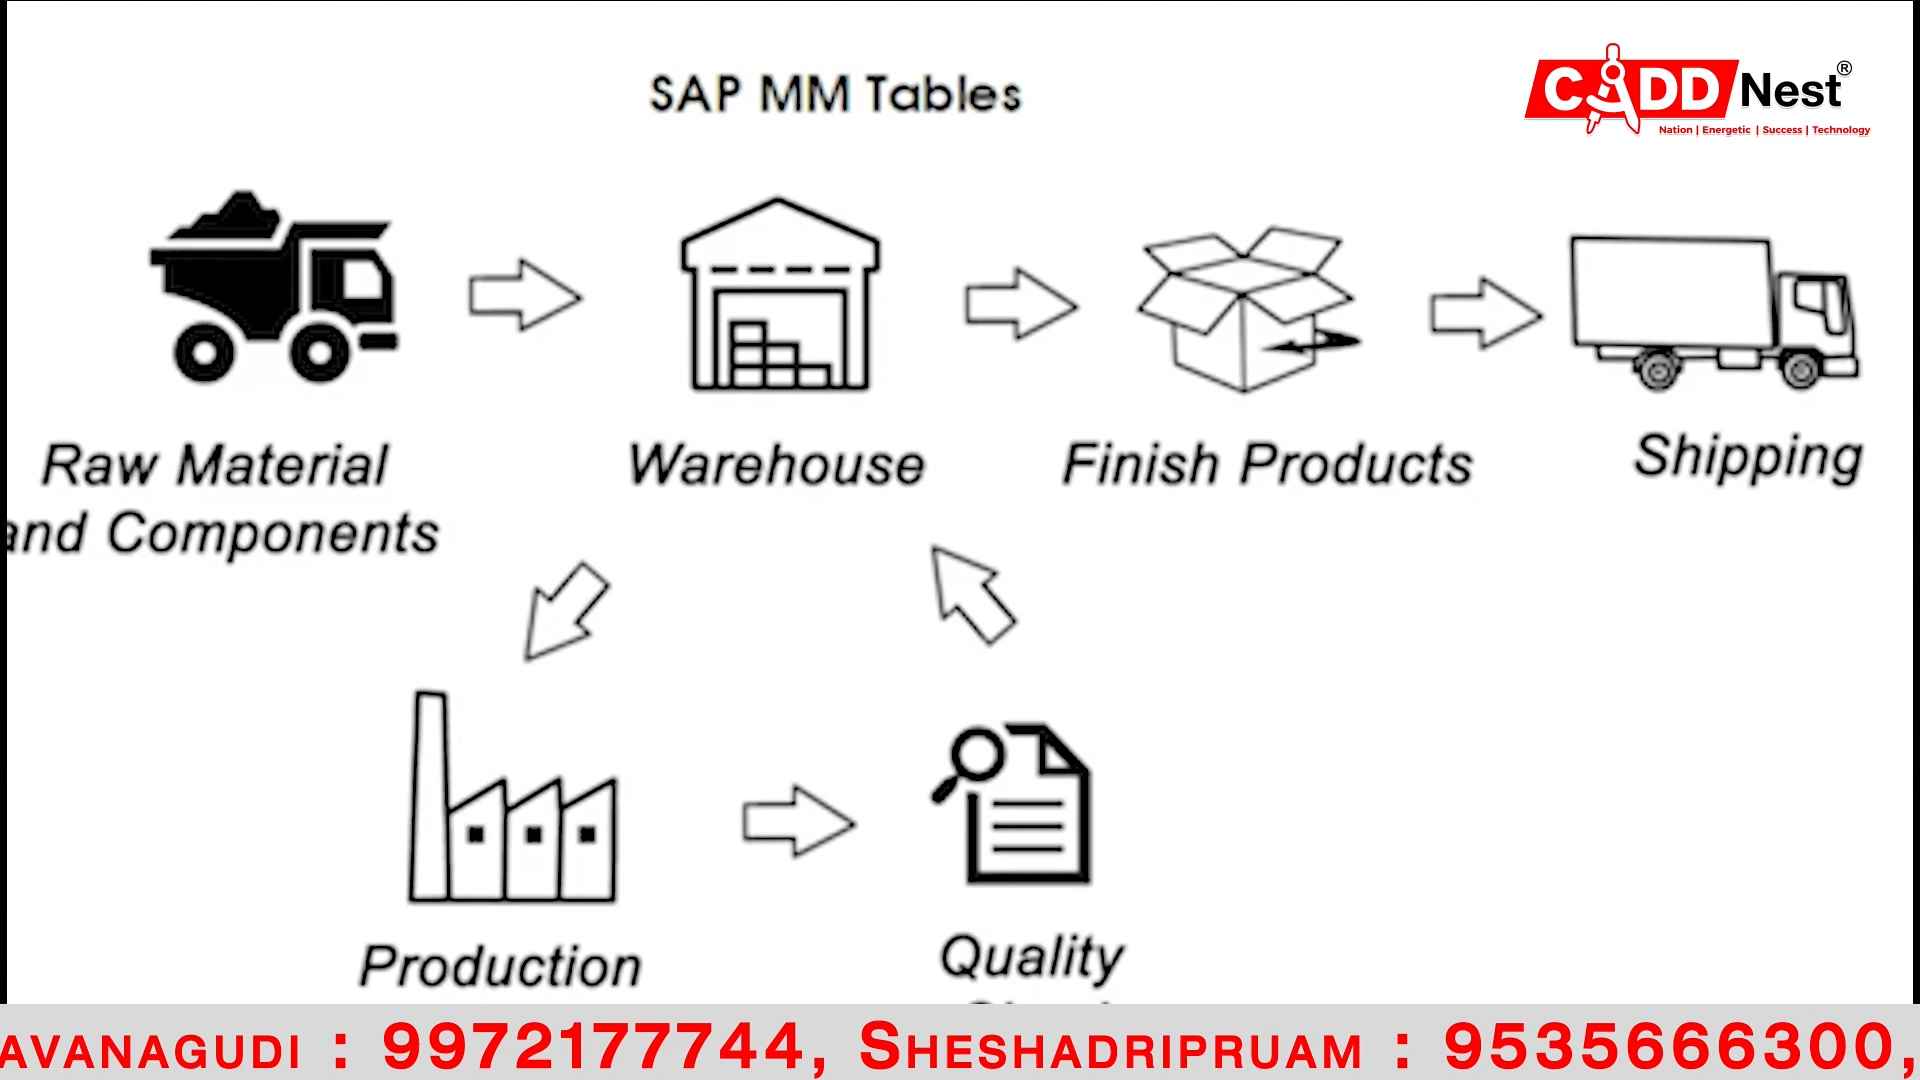 SAP MM Tables
CADD Nest®
Nation | Energetic | Success | Technology
Raw Material
and Components
Warehouse
Finish Products
Shipping
Production
Quality
AVANAGUDI : 9972177744, SHESHADRIPRUAM : 9535666300,